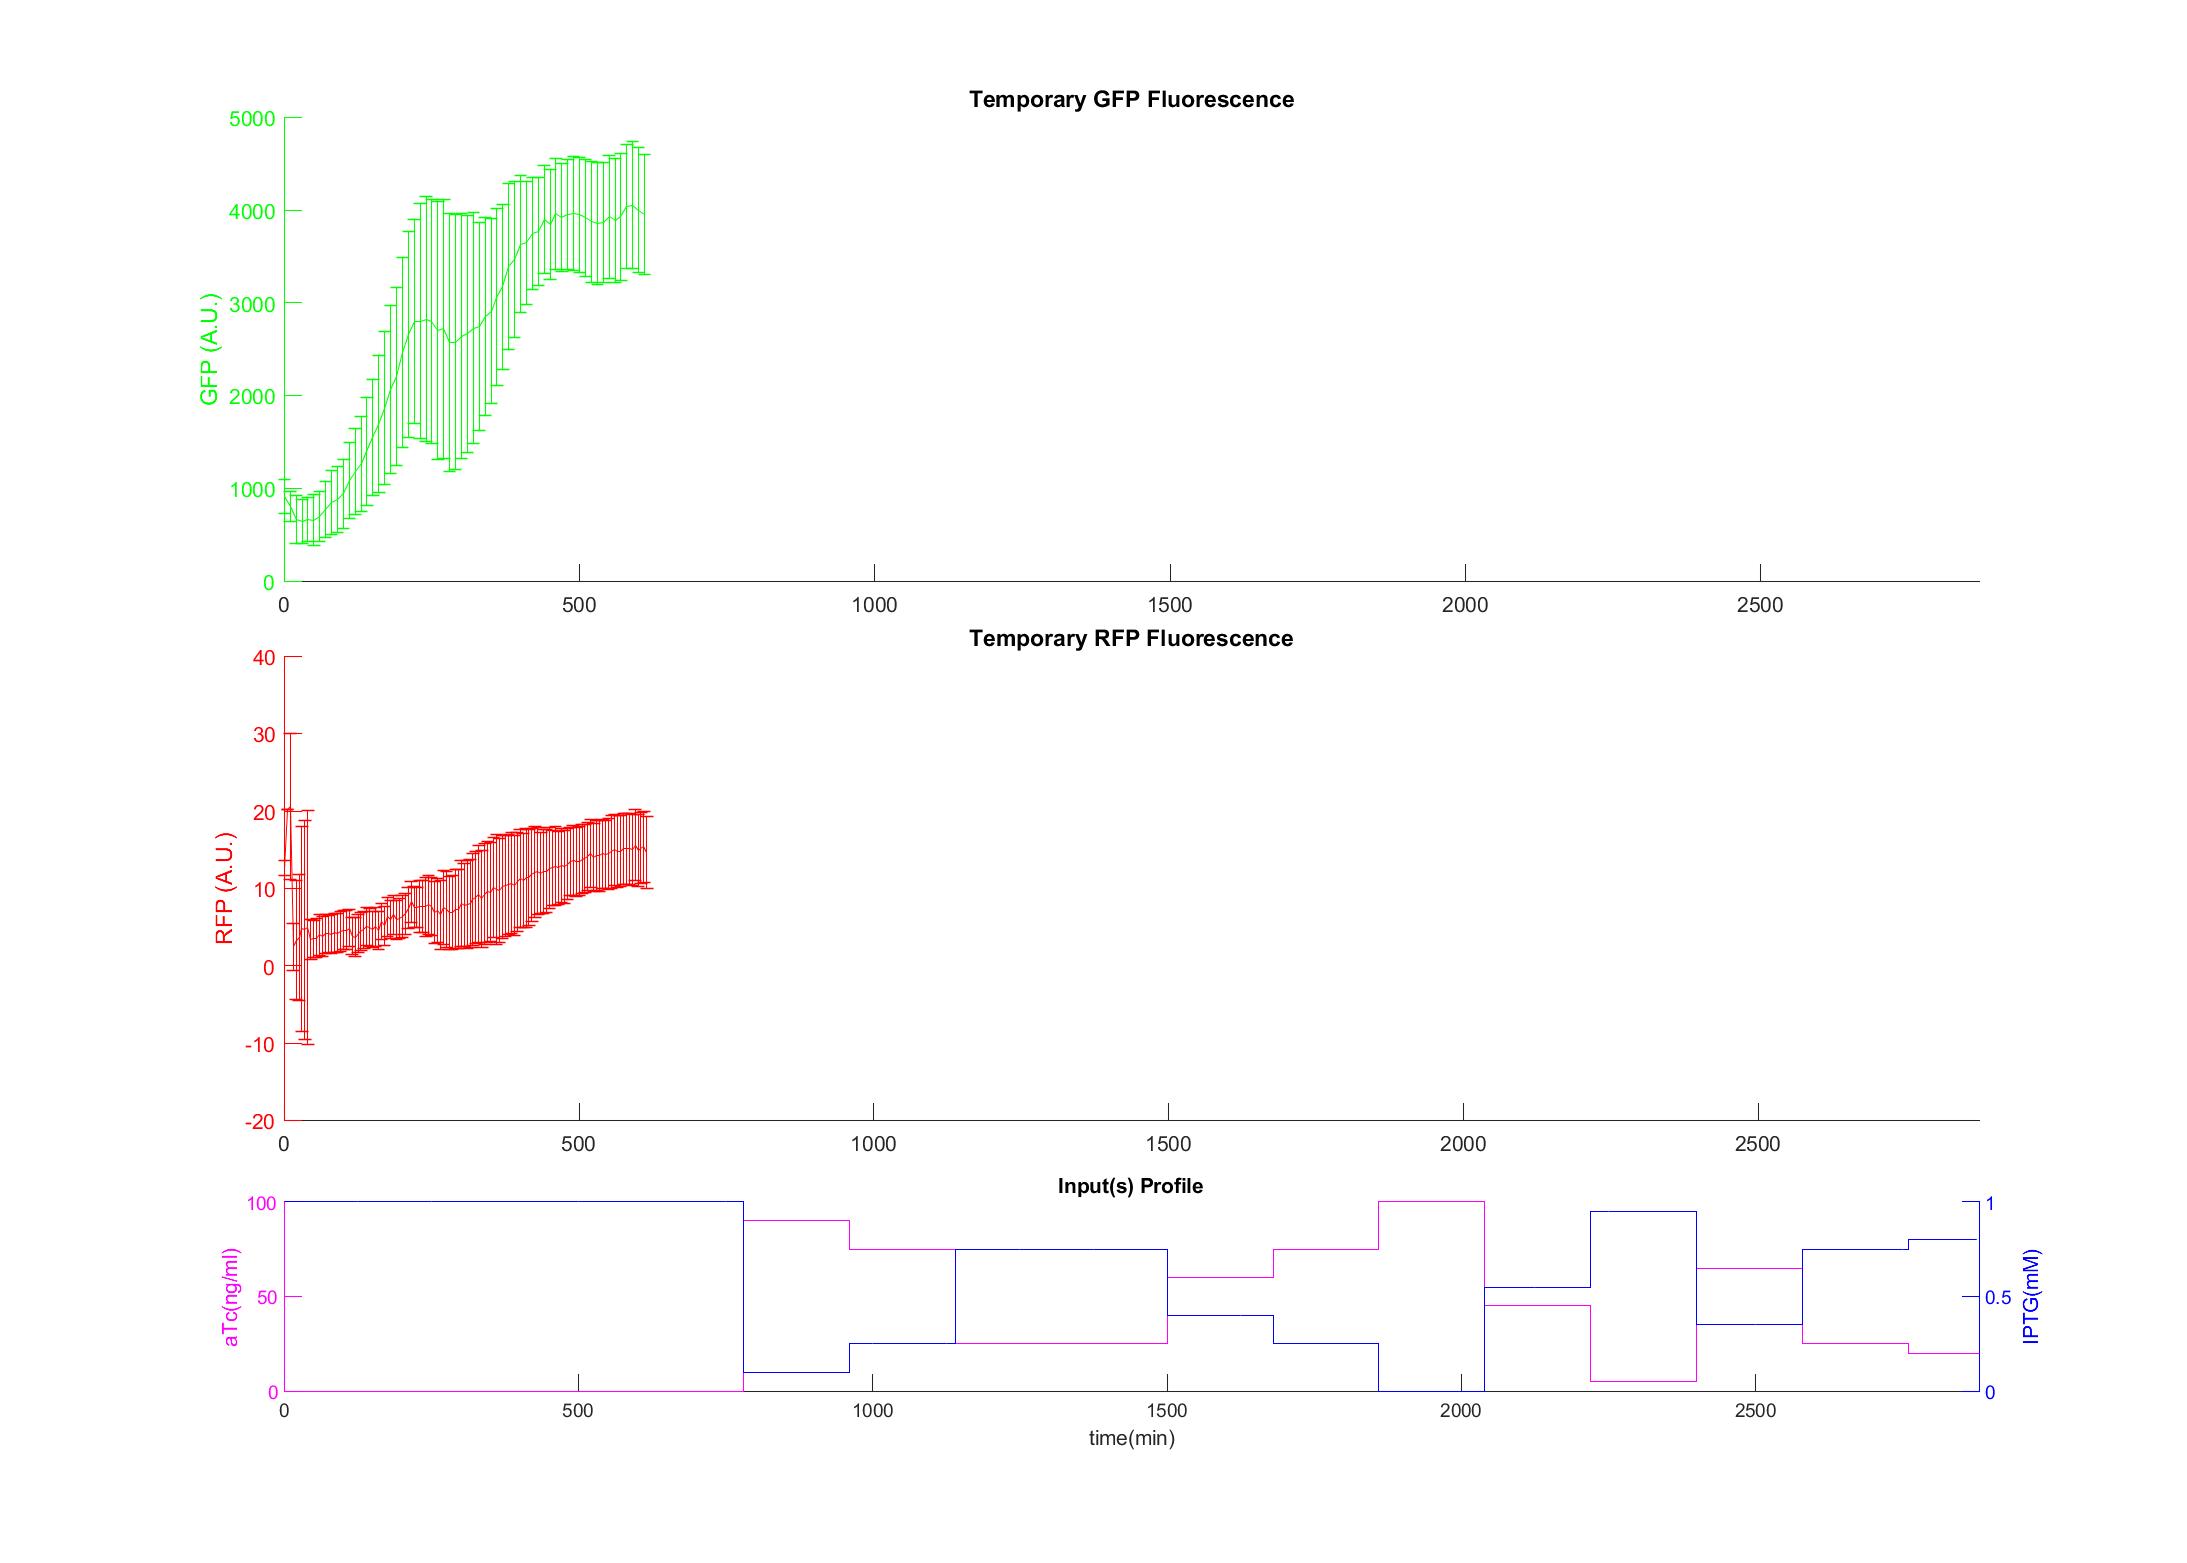 Temporary GFP Fluorescence
5000
4000
3000
2000
1000
0
GFP (A.U.)
0 500 1000 1500 2000 2500
Temporary RFP Fluorescence
40
30
20
10
0
-10
-20
RFP (A.U.)
0 500 1000 1500 2000 2500
Input(s) Profile
100
50
0
aTc(ng/ml)
1
0.5
0
IPTG(mM)
0 500 1000 1500 2000 2500
time(min)